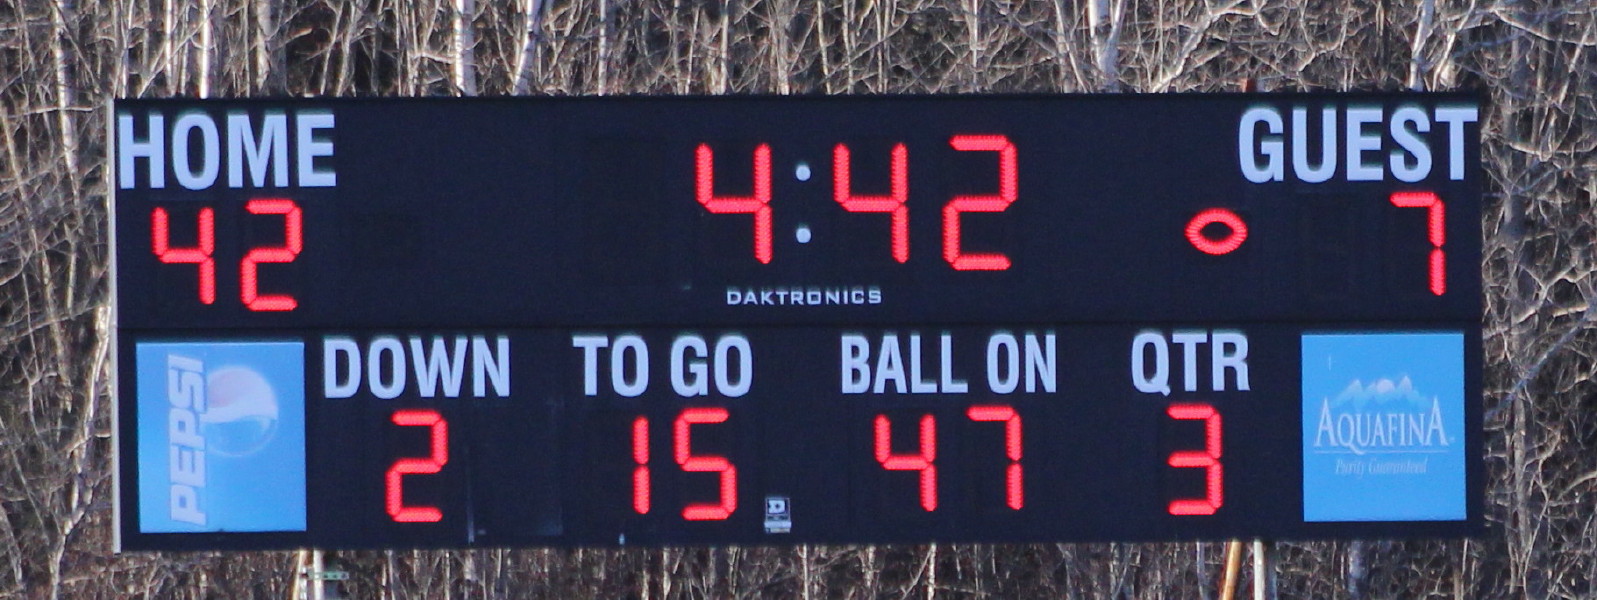 HOME
4:42
GUEST
42
7
DAKTRONICS
PEPSI
DOWN
TO GO
BALL ON
QTR
2
15
47
3
AQUAFINA
Purity Guaranteed
D